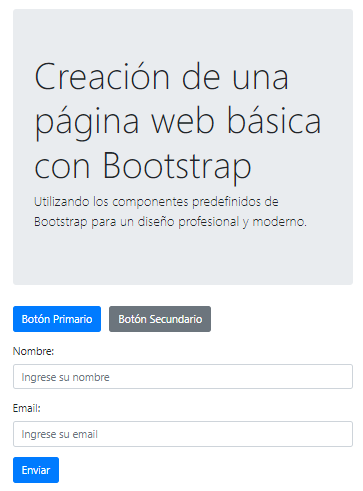 Creación de una
página web básica
con Bootstrap
Utilizando los componentes predefinidos de
Bootstrap para un diseño profesional y moderno.
Botón Primario Botón Secundario
Nombre:
Ingrese su nombre
Email:
Ingrese su email
Enviar